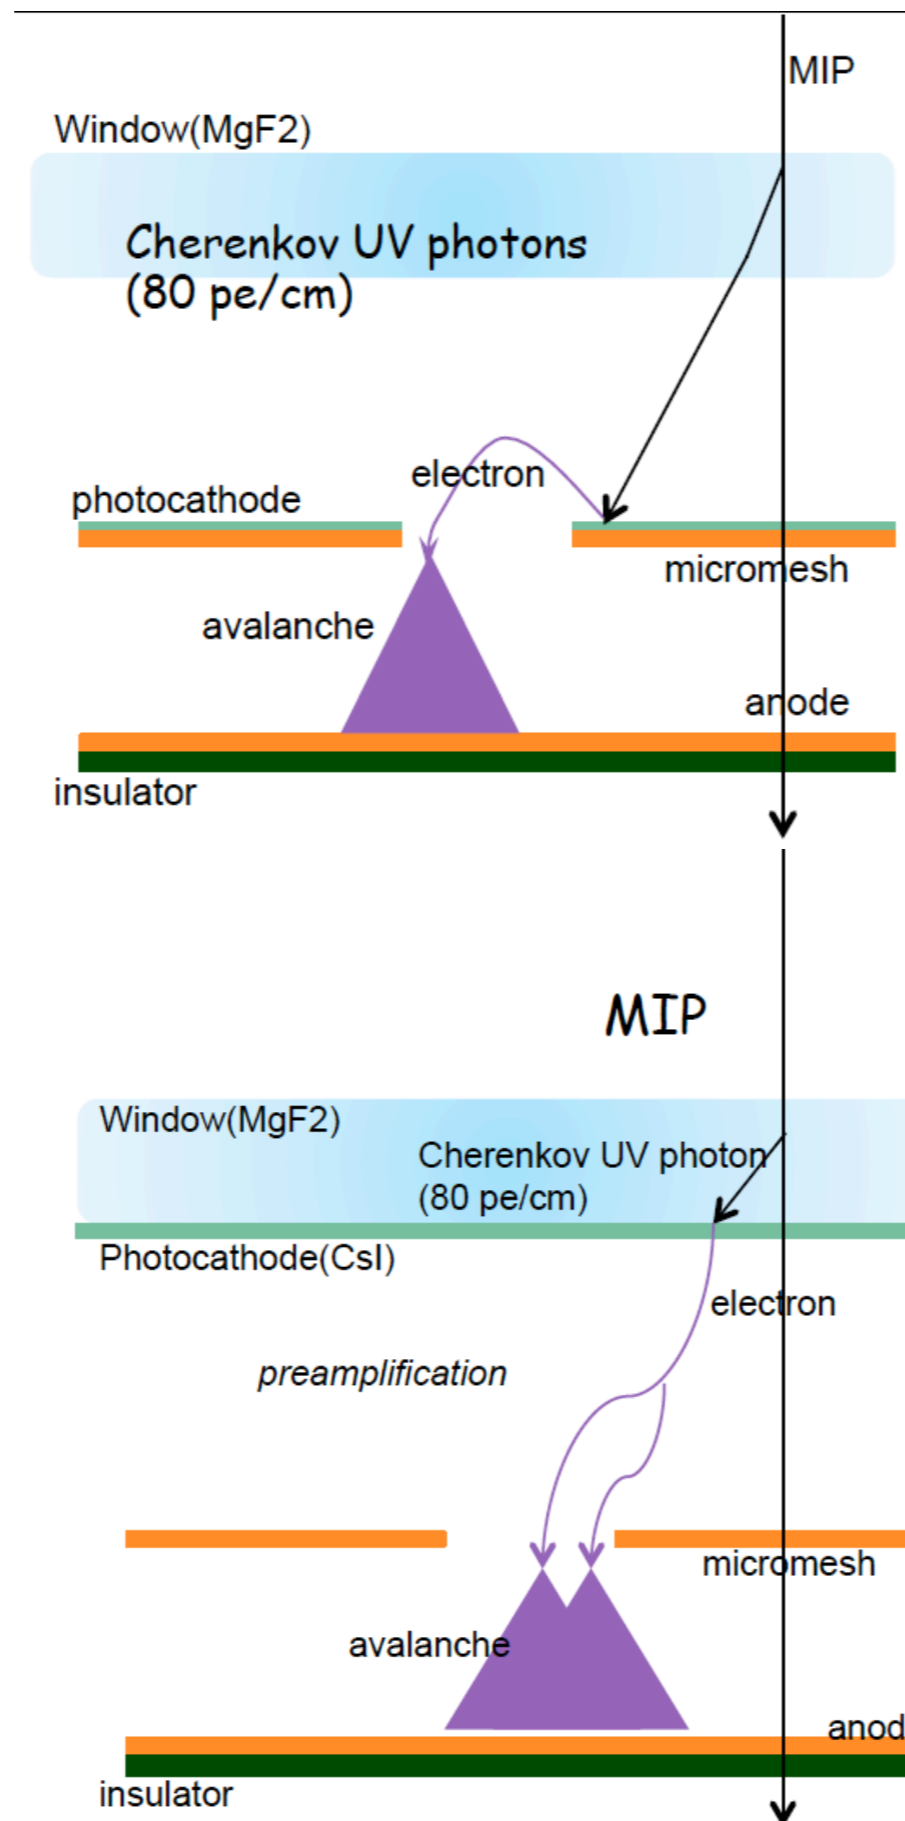 MIP
Window(MgF2)
Cherenkov UV photons
(80 pe/cm)
electron
photocathode
micromesh
avalanche
anode
insulator
MIP
Window(MgF2)
Cherenkov UV photon
(80 pe/cm)
Photocathode(CsI)
electron
preamplification
micromesh
avalanche
anod
insulator